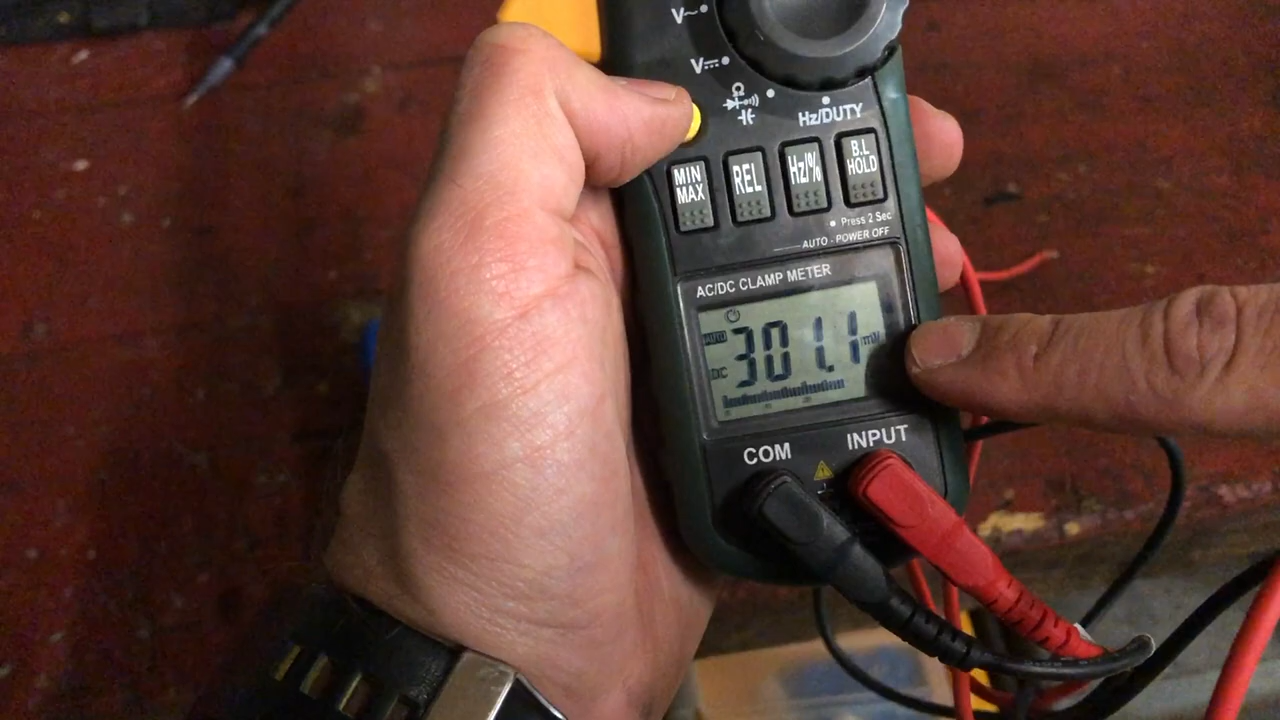 V~
V⎓
Ω
Hz/DUTY
MIN MAX
REL
Hz/%
B.L HOLD
• Press 2 Sec
AUTO - POWER OFF
AC/DC CLAMP METER
AUTO
DC
301.1 mV
COM
INPUT